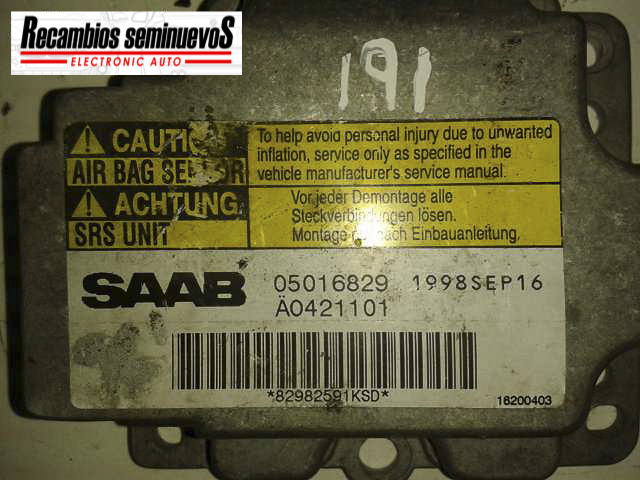 Recambios seminuevos
ELECTRONIC AUTO
191
CAUTION
AIR BAG SENSOR
To help avoid personal injury due to unwanted
inflation, service only as specified in the
vehicle manufacturer's service manual.
ACHTUNG
SRS UNIT
Vor jeder Demontage alle
Steckverbindungen lösen.
Montage nur nach Einbauanleitung.
SAAB
05016829 1998SEP16
Ä0421101
*82982591KSD*
16200403